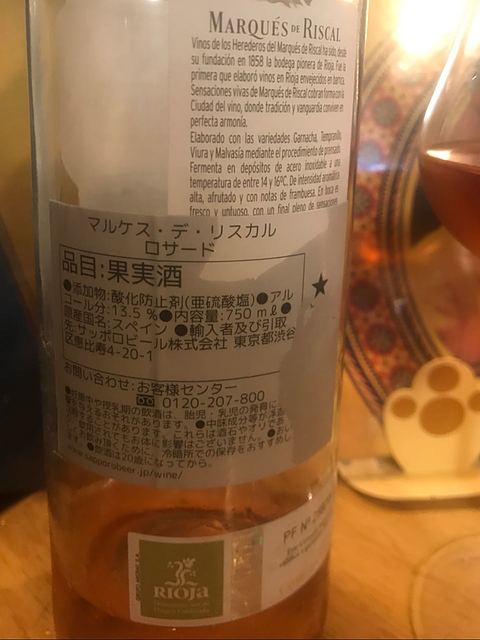 MARQUÉS DE RISCAL
Vinos de los Herederos del Marqués de Riscal ha sido, desde
su fundación en 1858 la bodega pionera de Rioja. Fue la
primera que elaboró vinos en Rioja envejecidos en barrica.
Sensaciones vivas de Marqués de Riscal cobran forma en la
Ciudad del vino, donde tradición y vanguardia conviven en
perfecta armonía.
Elaborado con las variedades Garnacha, Tempranillo,
Viura y Malvasía mediante el procedimiento de prensado.
Fermenta en depósitos de acero inoxidable a una
temperatura de entre 14 y 16ºC. De intensidad aromática
alta, afrutado y con notas de frambuesa. En boca es
fresco y untuoso, con un final pleno de sensaciones
マルケス・デ・リスカル
ロサード
品目:果実酒
●添加物:酸化防止剤(亜硫酸塩)●アル
コール分:13.5%●内容量:750mℓ●
原産国名:スペイン ●輸入者及び引取
先:サッポロビール株式会社 東京都渋谷
区恵比寿4-20-1
★
お問い合わせ:お客様センター
0120-207-800
●妊娠中や授乳期の飲酒は、胎児・乳児の発育に
●飲酒は20歳になってから。
www.sapporobeer.jp/wine/
PF Nº
RIOJA